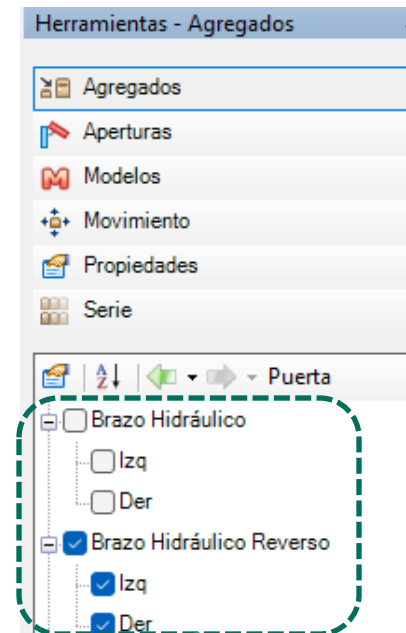 Herramientas - Agregados
Agregados
Aperturas
Modelos
Movimiento
Propiedades
Serie
Puerta
Brazo Hidráulico
Izq
Der
Brazo Hidráulico Reverso
Izq
Der